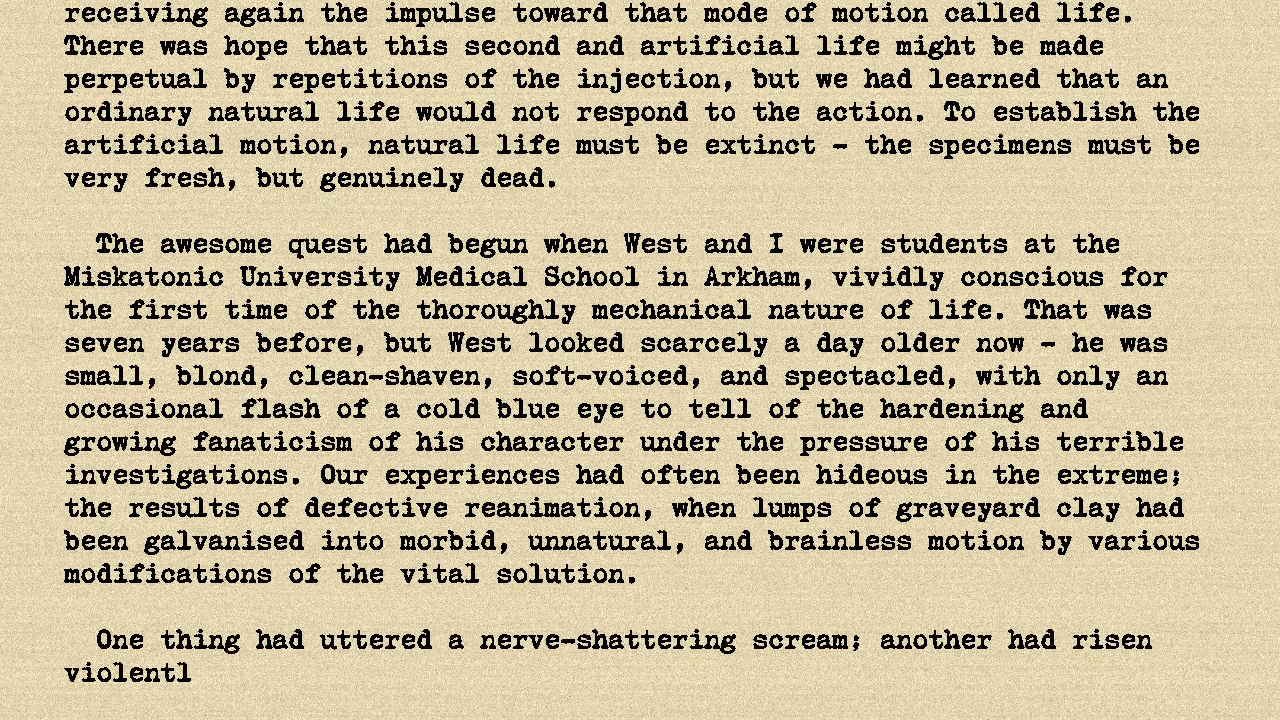 receiving again the impulse toward that mode of motion called life.
There was hope that this second and artificial life might be made
perpetual by repetitions of the injection, but we had learned that an
ordinary natural life would not respond to the action. To establish the
artificial motion, natural life must be extinct - the specimens must be
very fresh, but genuinely dead.
The awesome quest had begun when West and I were students at the
Miskatonic University Medical School in Arkham, vividly conscious for
the first time of the thoroughly mechanical nature of life. That was
seven years before, but West looked scarcely a day older now - he was
small, blond, clean-shaven, soft-voiced, and spectacled, with only an
occasional flash of a cold blue eye to tell of the hardening and
growing fanaticism of his character under the pressure of his terrible
investigations. Our experiences had often been hideous in the extreme;
the results of defective reanimation, when lumps of graveyard clay had
been galvanised into morbid, unnatural, and brainless motion by various
modifications of the vital solution.
One thing had uttered a nerve-shattering scream; another had risen
violentl